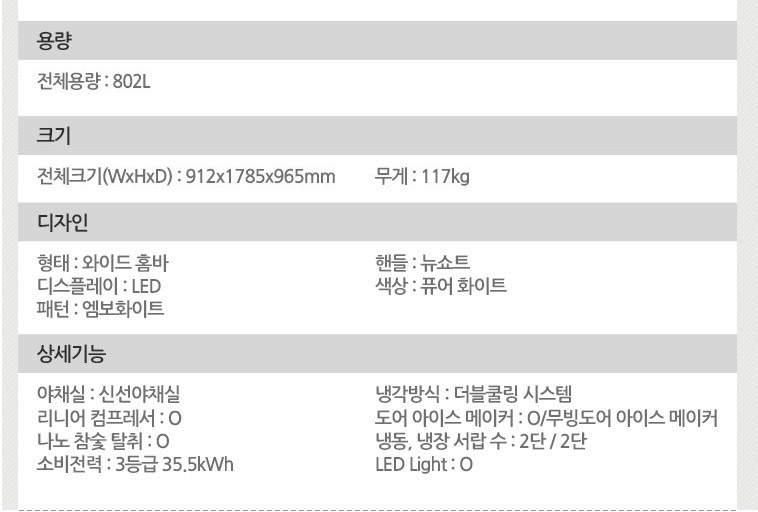 용량
전체용량 : 802L
크기
전체크기(WxHxD) : 912x1785x965mm 무게 : 117kg
디자인
형태 : 와이드 홈바 핸들 : 뉴쇼트
디스플레이 : LED 색상 : 퓨어 화이트
패턴 : 엠보화이트
상세기능
야채실 : 신선야채실 냉각방식 : 더블쿨링 시스템
리니어 컴프레서 : O 도어 아이스 메이커 : O/무빙도어 아이스 메이커
나노 참숯 탈취 : O 냉동, 냉장 서랍 수 : 2단 / 2단
소비전력 : 3등급 35.5kWh LED Light : O